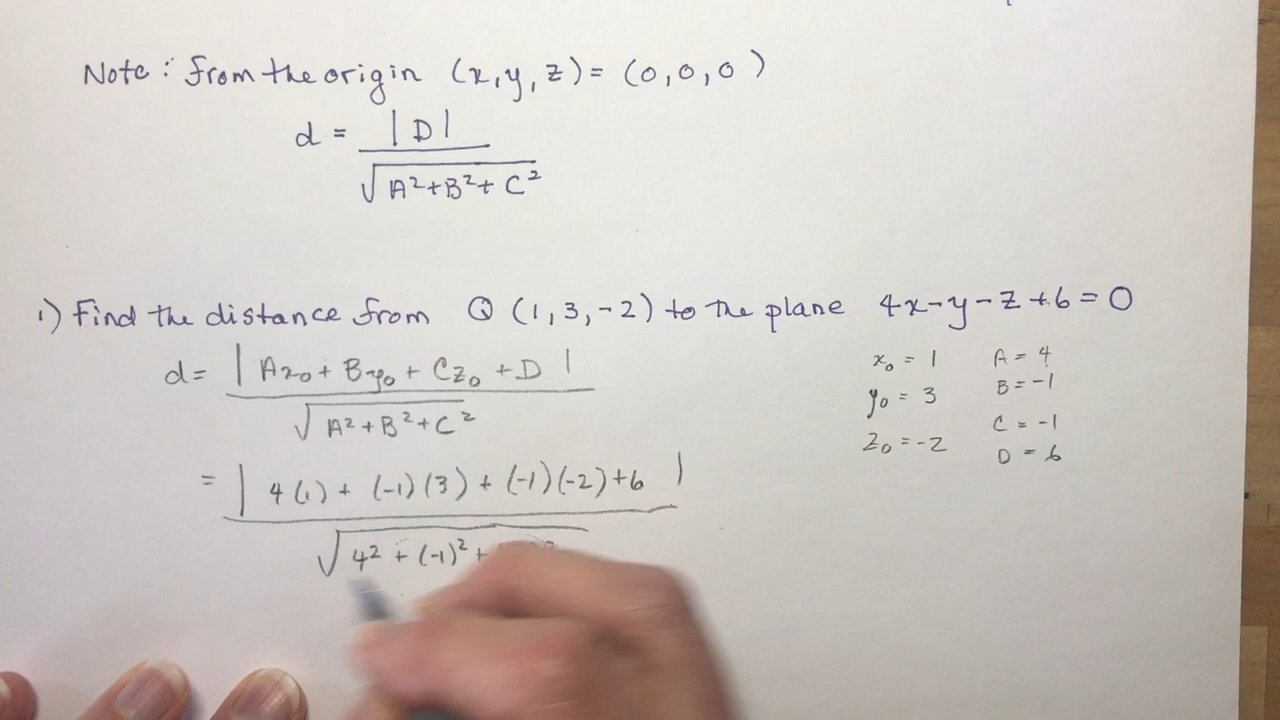 Note: from the origin (x,y,z) = (0,0,0)
d = |D|
√A²+B²+C²
1) Find the distance from Q (1,3,-2) to the plane 4x-y-z+6=0
d= |Ax₀+By₀+Cz₀+D|
√A²+B²+C²
x₀ = 1 A = 4
y₀ = 3 B = -1
z₀ = -2 C = -1
D = 6
= |4(1) + (-1)(3) + (-1)(-2)+6|
√4² + (-1)² +